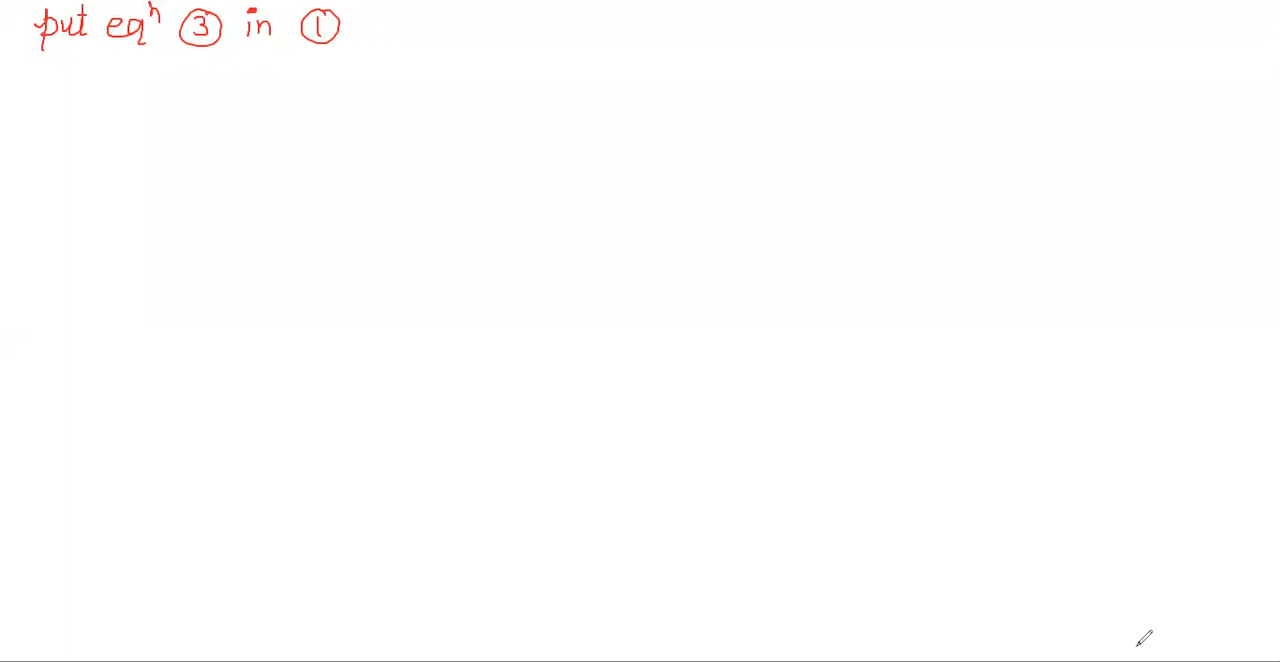 put eqⁿ ③ in ①